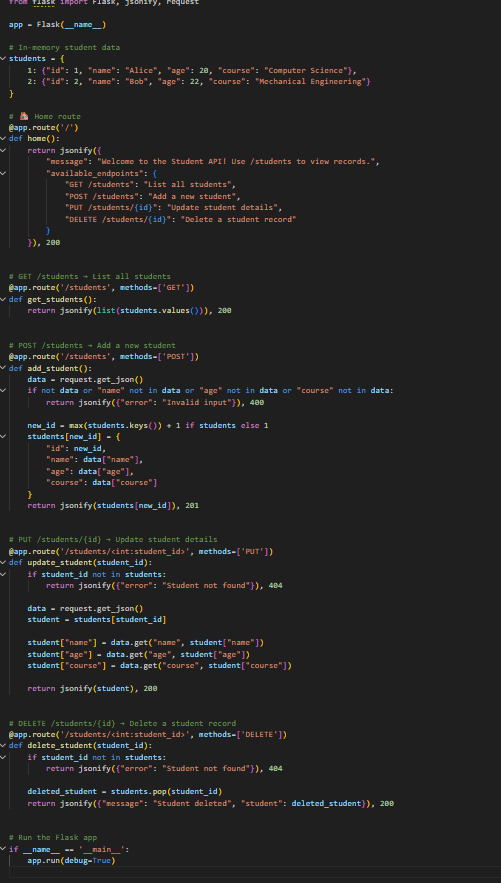 from flask import Flask, jsonify, request
app = Flask(__name__)
# In-memory student data
students = {
    1: {"id": 1, "name": "Alice", "age": 20, "course": "Computer Science"},
    2: {"id": 2, "name": "Bob", "age": 22, "course": "Mechanical Engineering"}
}
# 🏠 Home route
@app.route('/')
def home():
    return jsonify({
        "message": "Welcome to the Student API! Use /students to view records.",
        "available_endpoints": {
            "GET /students": "List all students",
            "POST /students": "Add a new student",
            "PUT /students/{id}": "Update student details",
            "DELETE /students/{id}": "Delete a student record"
        }
    }), 200
# GET /students → List all students
@app.route('/students', methods=['GET'])
def get_students():
    return jsonify(list(students.values())), 200
# POST /students → Add a new student
@app.route('/students', methods=['POST'])
def add_student():
    data = request.get_json()
    if not data or "name" not in data or "age" not in data or "course" not in data:
        return jsonify({"error": "Invalid input"}), 400
    new_id = max(students.keys()) + 1 if students else 1
    students[new_id] = {
        "id": new_id,
        "name": data["name"],
        "age": data["age"],
        "course": data["course"]
    }
    return jsonify(students[new_id]), 201
# PUT /students/{id} → Update student details
@app.route('/students/<int:student_id>', methods=['PUT'])
def update_student(student_id):
    if student_id not in students:
        return jsonify({"error": "Student not found"}), 404
    data = request.get_json()
    student = students[student_id]
    student["name"] = data.get("name", student["name"])
    student["age"] = data.get("age", student["age"])
    student["course"] = data.get("course", student["course"])
    return jsonify(student), 200
# DELETE /students/{id} → Delete a student record
@app.route('/students/<int:student_id>', methods=['DELETE'])
def delete_student(student_id):
    if student_id not in students:
        return jsonify({"error": "Student not found"}), 404
    deleted_student = students.pop(student_id)
    return jsonify({"message": "Student deleted", "student": deleted_student}), 200
# Run the Flask app
if __name__ == '__main__':
    app.run(debug=True)